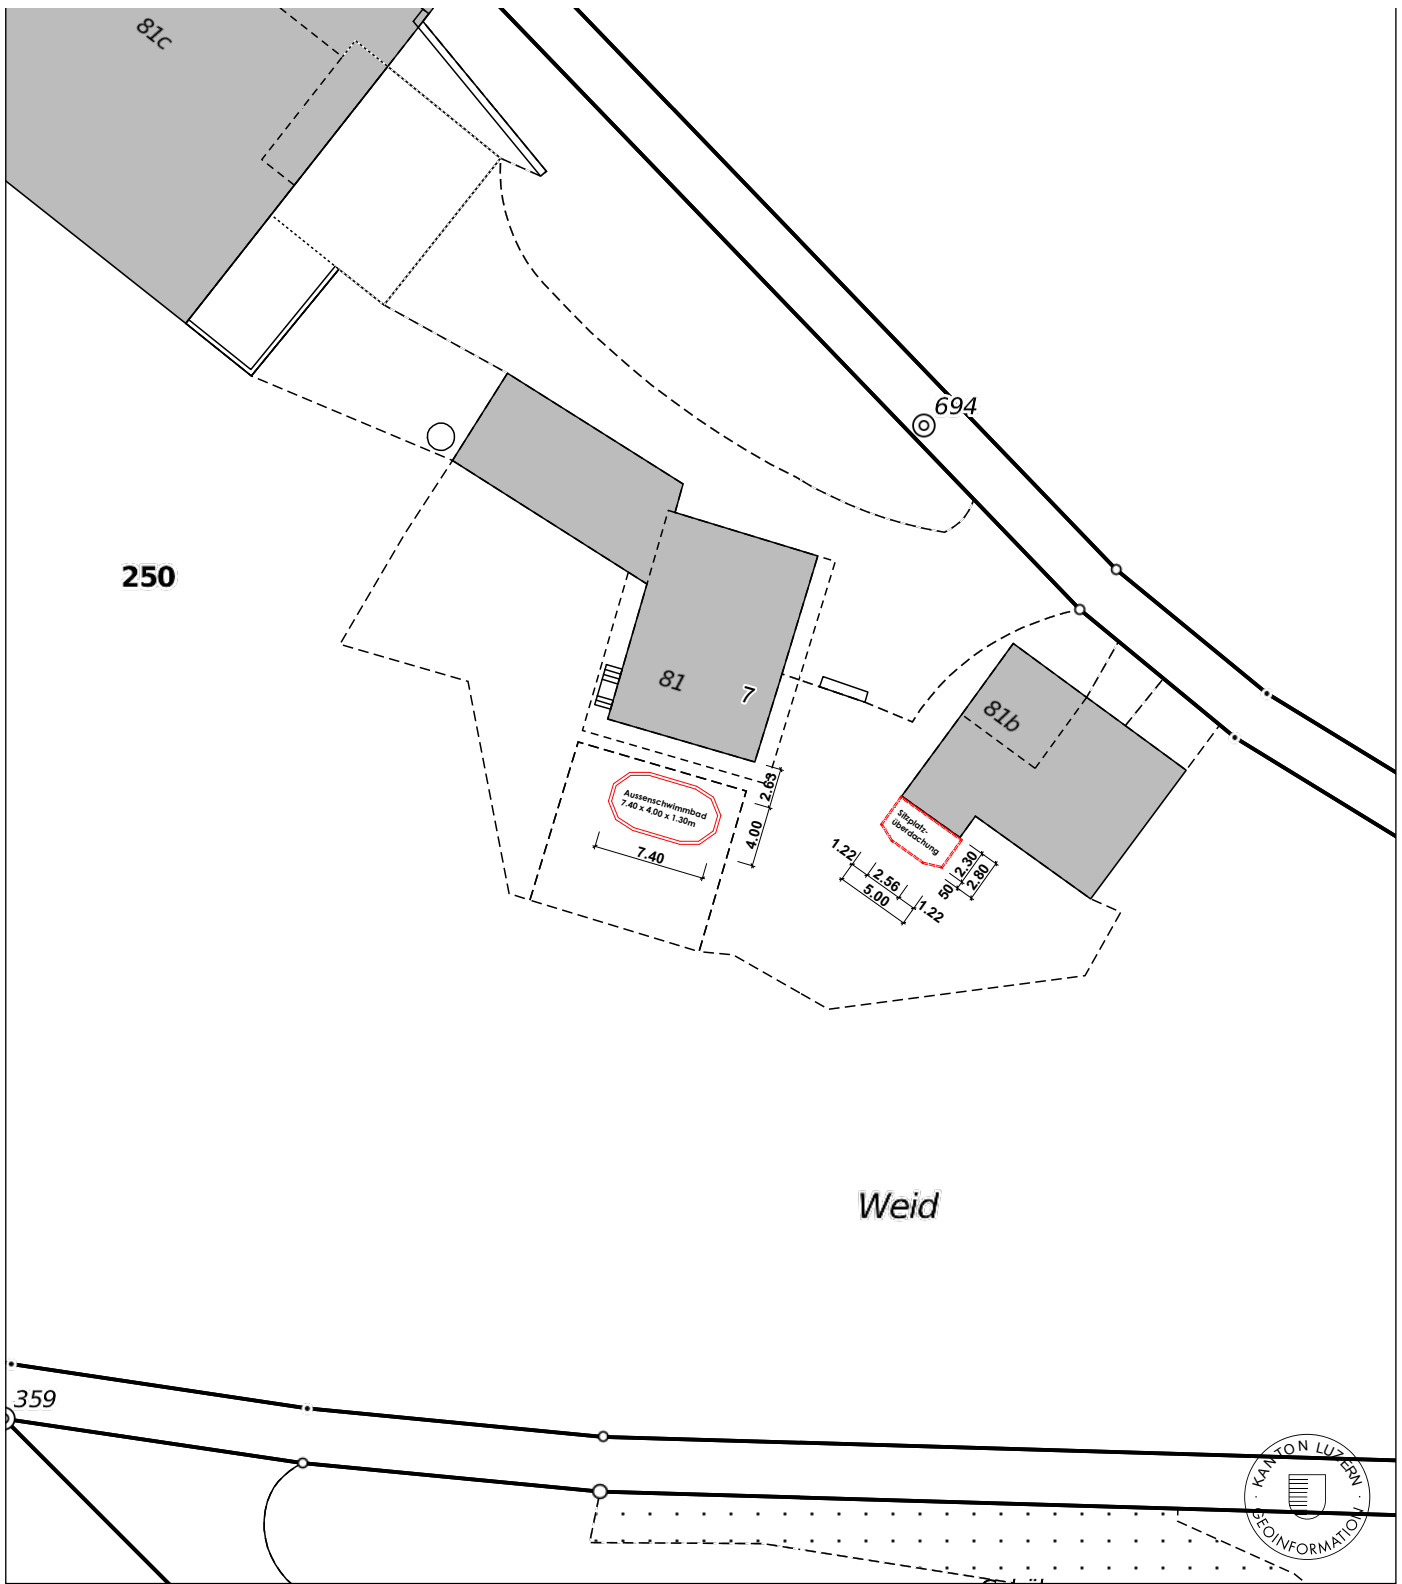 81c
694
250
81
7
81b
2.63
Aussenschwimmbad
7.40 x 4.00 x 1.30m
4.00
7.40
Sitzplatz-
überdachung
1.22
2.56
5.00
1.22
2.30
2.80
50
Weid
359
KANTON LUZERN
GEOINFORMATION